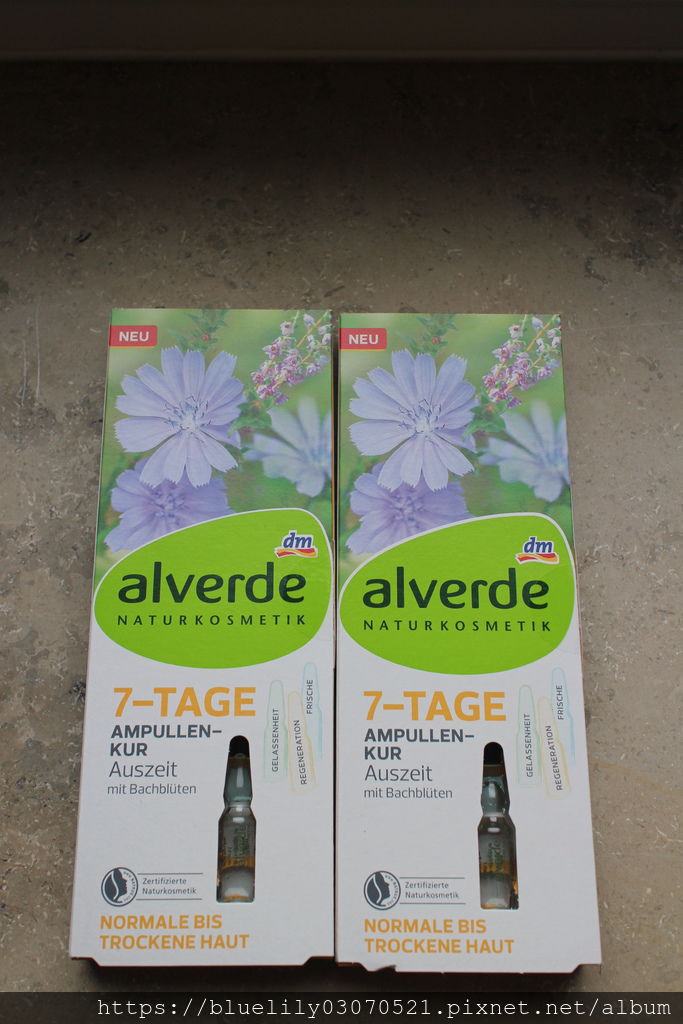 NEU
dm
alverde
NATURKOSMETIK
7–TAGE
AMPULLEN–
KUR
Auszeit
mit Bachblüten
GELASSENHEIT
REGENERATION
FRISCHE
Zertifizierte
Naturkosmetik
NORMALE BIS
TROCKENE HAUT
NEU
dm
alverde
NATURKOSMETIK
7–TAGE
AMPULLEN–
KUR
Auszeit
mit Bachblüten
GELASSENHEIT
REGENERATION
FRISCHE
Zertifizierte
Naturkosmetik
NORMALE BIS
TROCKENE HAUT
https://bluelily03070521.pixnet.net/album